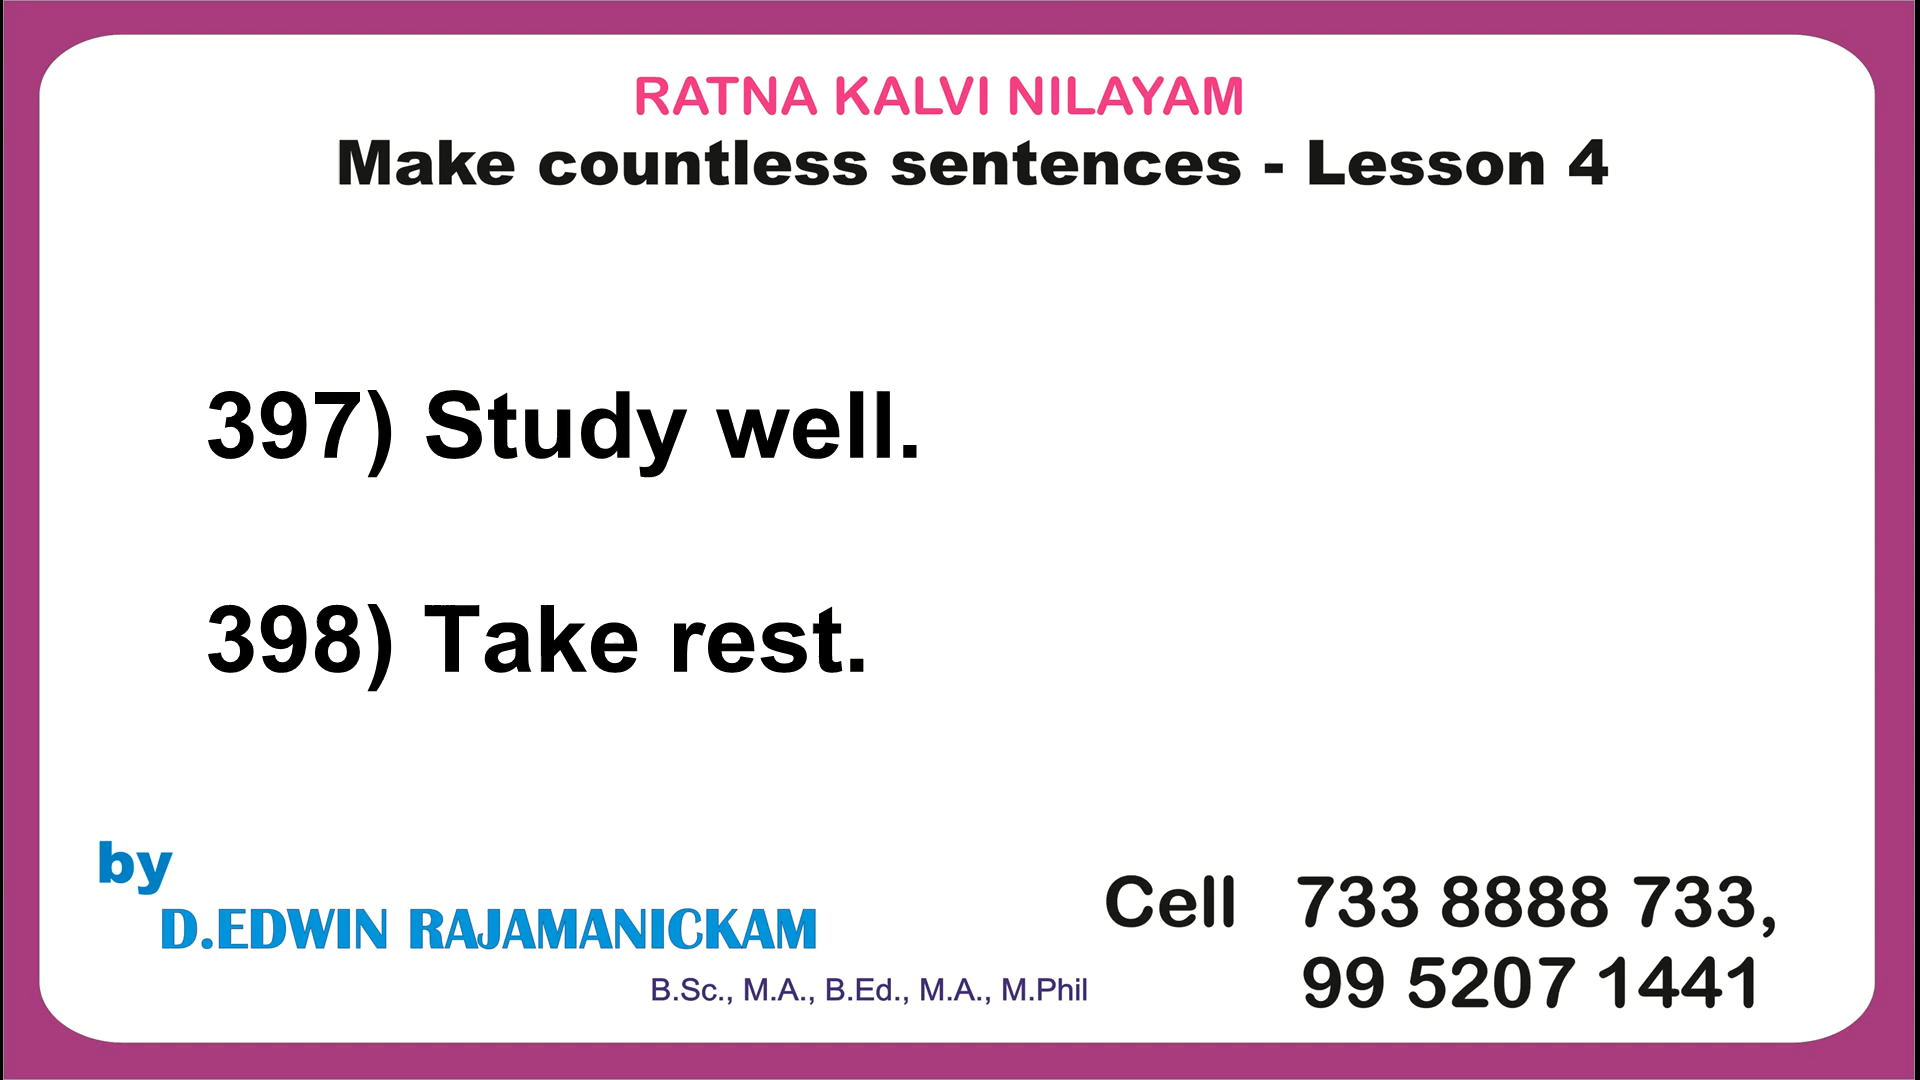 RATNA KALVI NILAYAM
Make countless sentences - Lesson 4
397) Study well.
398) Take rest.
by
D.EDWIN RAJAMANICKAM
B.Sc., M.A., B.Ed., M.A., M.Phil
Cell 733 8888 733,
99 5207 1441